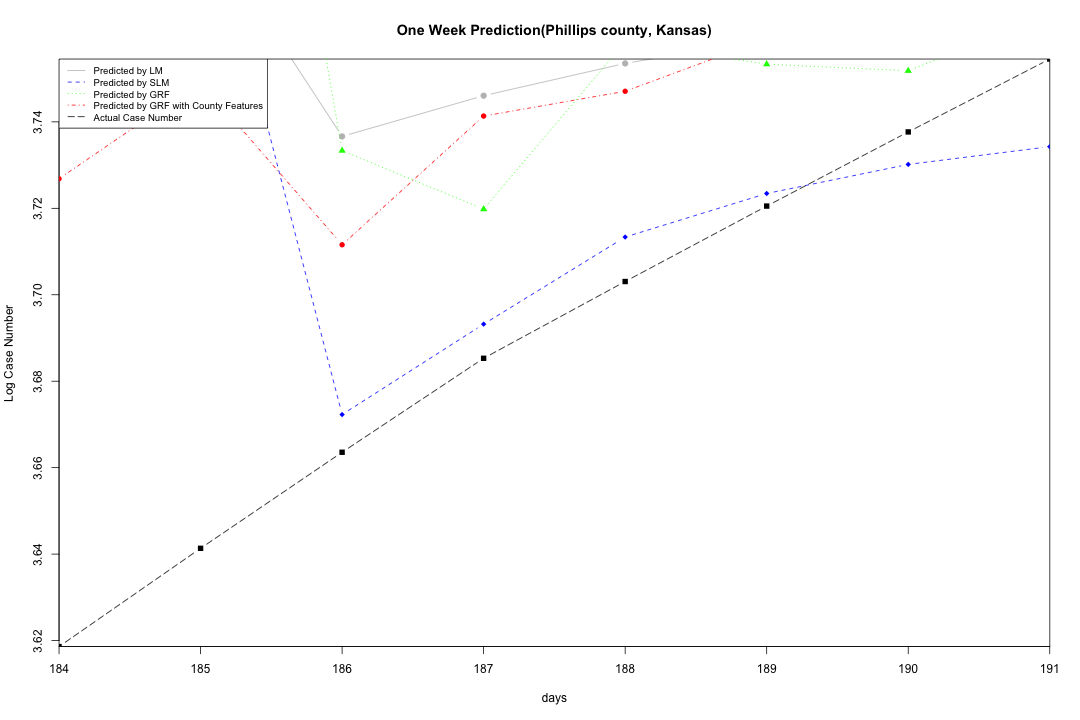 One Week Prediction(Phillips county, Kansas)
Predicted by LM
Predicted by SLM
Predicted by GRF
Predicted by GRF with County Features
Actual Case Number
Log Case Number
3.74
3.72
3.70
3.68
3.66
3.64
3.62
184 185 186 187 188 189 190 191
days